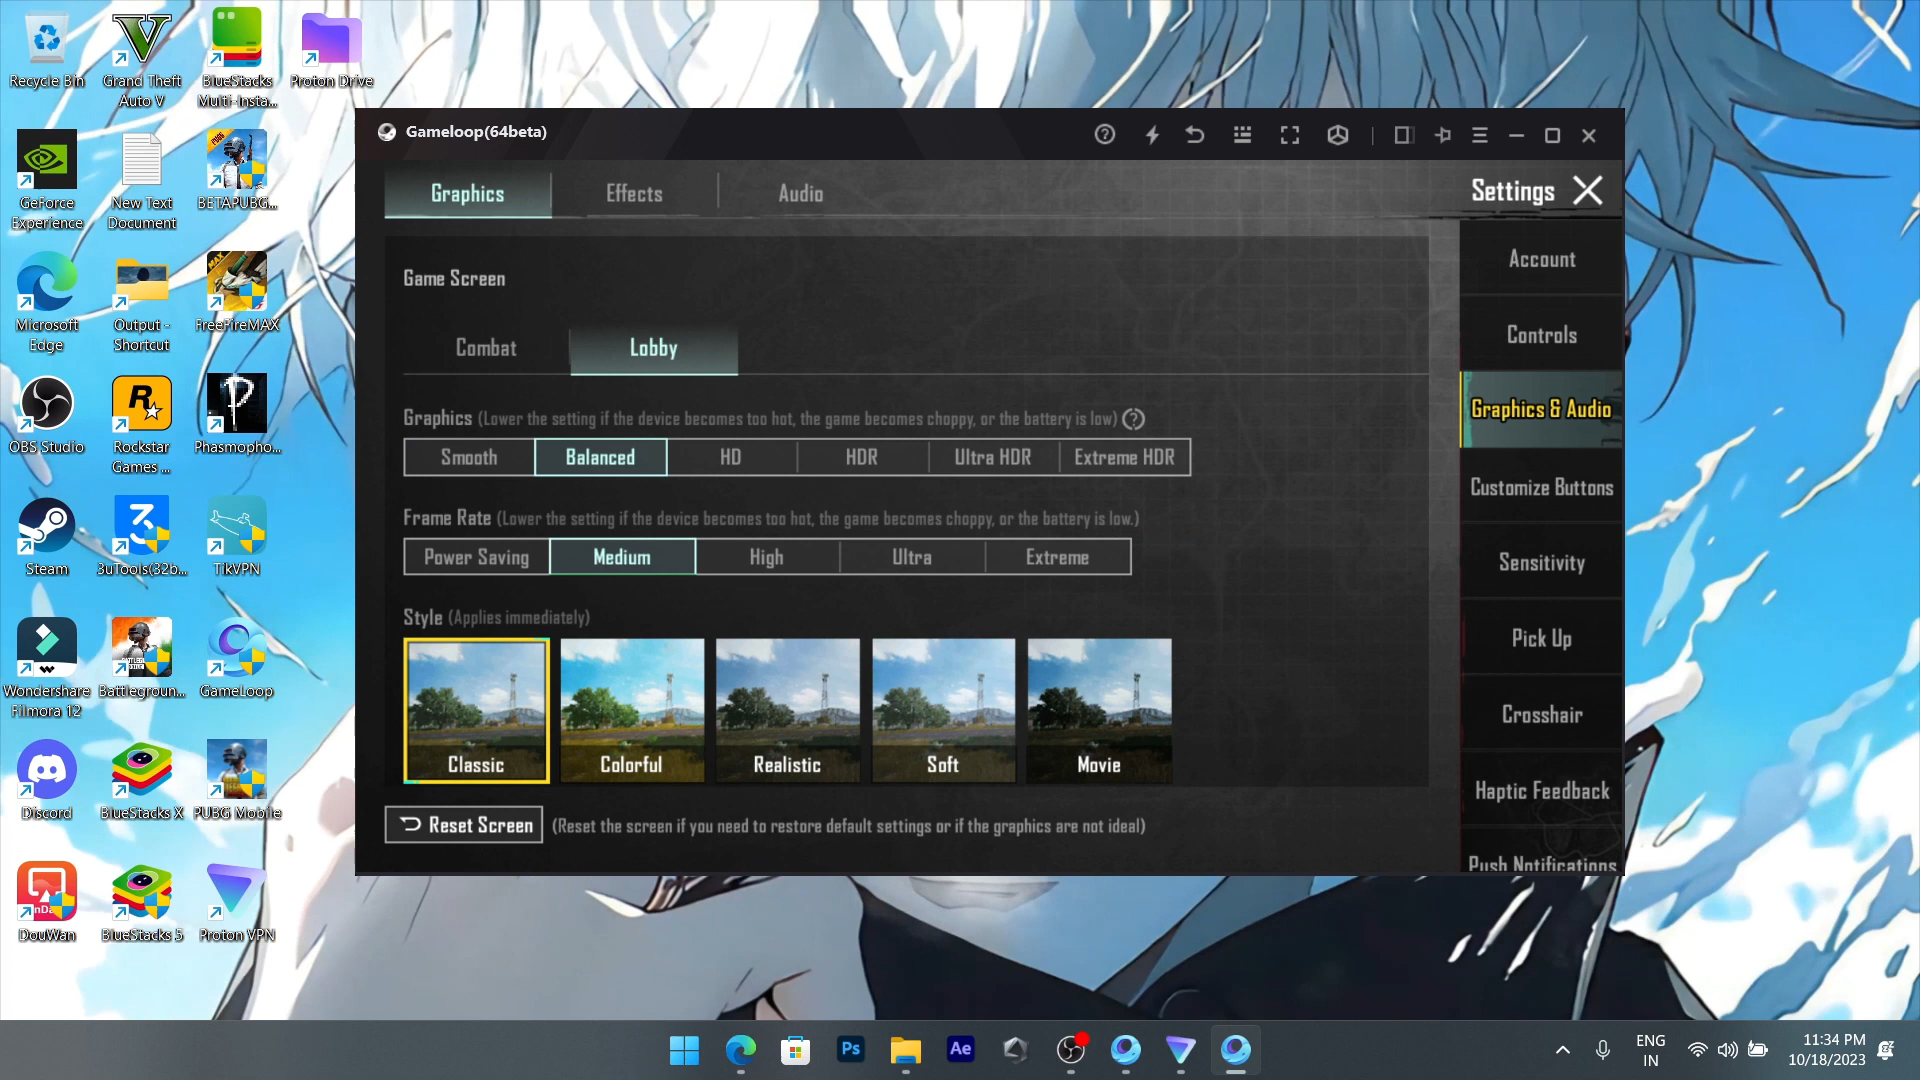 Recycle Bin
Grand Theft
Auto V
BlueStacks
Multi-Insta...
Proton Drive
GeForce
Experience
New Text
Document
BETAPUBG...
Microsoft
Edge
Output -
Shortcut
FreeFireMAX
OBS Studio
Rockstar
Games ...
Phasmopho...
Steam
3uTools(32b...
TikVPN
Wondershare
Filmora 12
Battlegroun...
GameLoop
Discord
BlueStacks X
PUBG Mobile
DouWan
BlueStacks 5
Proton VPN
Gameloop(64beta)
Graphics
Effects
Audio
Settings
Game Screen
Combat
Lobby
Graphics (Lower the setting if the device becomes too hot, the game becomes choppy, or the battery is low)
Smooth
Balanced
HD
HDR
Ultra HDR
Extreme HDR
Frame Rate (Lower the setting if the device becomes too hot, the game becomes choppy, or the battery is low.)
Power Saving
Medium
High
Ultra
Extreme
Style (Applies immediately)
Classic
Colorful
Realistic
Soft
Movie
Reset Screen
(Reset the screen if you need to restore default settings or if the graphics are not ideal)
Account
Controls
Graphics & Audio
Customize Buttons
Sensitivity
Pick Up
Crosshair
Haptic Feedback
Push Notifications
Ps
Ae
ENG
IN
11:34 PM
10/18/2023